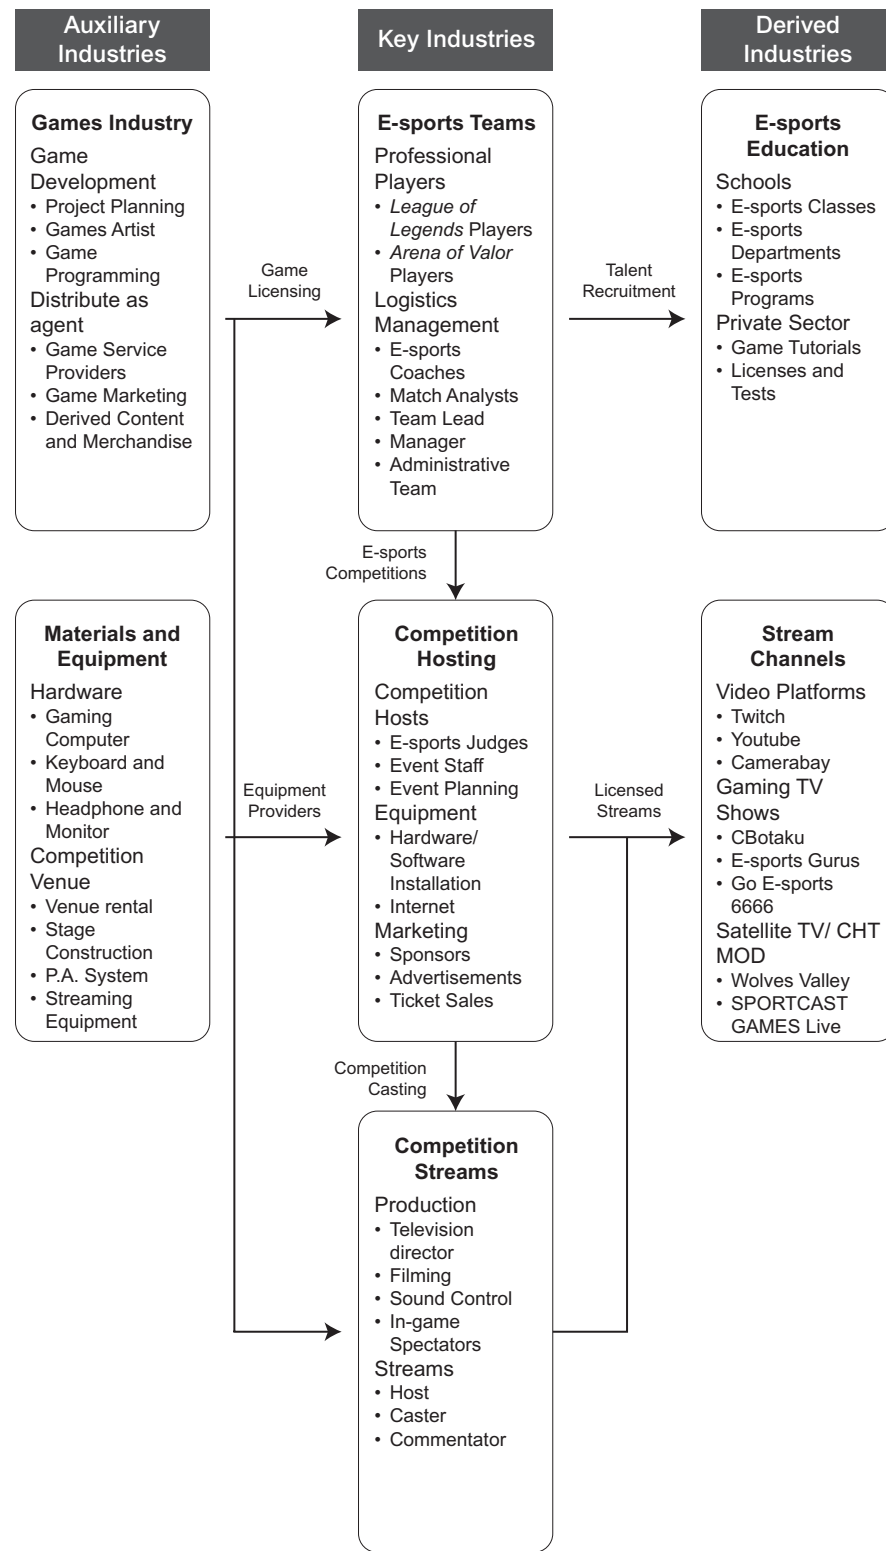 Auxiliary
Industries
Key Industries
Derived
Industries
Games Industry
Game
Development
• Project Planning
• Games Artist
• Game
Programming
Distribute as
agent
• Game Service
Providers
• Game Marketing
• Derived Content
and Merchandise
Game
Licensing
E-sports Teams
Professional
Players
• League of
Legends Players
• Arena of Valor
Players
Logistics
Management
• E-sports
Coaches
• Match Analysts
• Team Lead
• Manager
• Administrative
Team
Talent
Recruitment
E-sports
Education
Schools
• E-sports Classes
• E-sports
Departments
• E-sports
Programs
Private Sector
• Game Tutorials
• Licenses and
Tests
E-sports
Competitions
Materials and
Equipment
Hardware
• Gaming
Computer
• Keyboard and
Mouse
• Headphone and
Monitor
Competition
Venue
• Venue rental
• Stage
Construction
• P.A. System
• Streaming
Equipment
Equipment
Providers
Competition
Hosting
Competition
Hosts
• E-sports Judges
• Event Staff
• Event Planning
Equipment
• Hardware/
Software
Installation
• Internet
Marketing
• Sponsors
• Advertisements
• Ticket Sales
Licensed
Streams
Stream
Channels
Video Platforms
• Twitch
• Youtube
• Camerabay
Gaming TV
Shows
• CBotaku
• E-sports Gurus
• Go E-sports
6666
Satellite TV/ CHT
MOD
• Wolves Valley
• SPORTCAST
GAMES Live
Competition
Casting
Competition
Streams
Production
• Television
director
• Filming
• Sound Control
• In-game
Spectators
Streams
• Host
• Caster
• Commentator